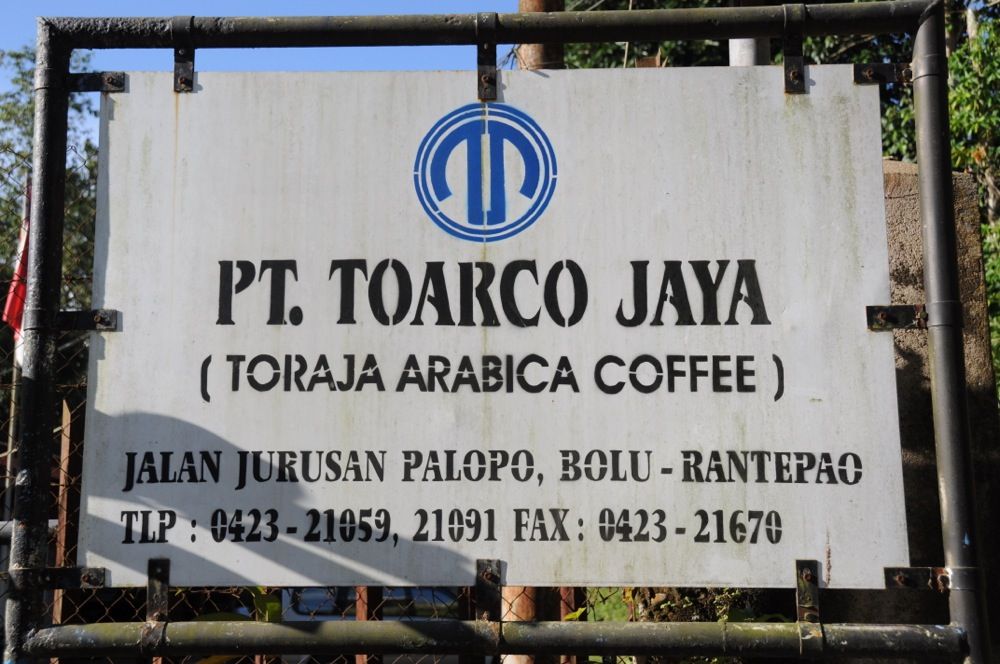 PT. TOARCO JAYA
( TORAJA ARABICA COFFEE )
JALAN JURUSAN PALOPO, BOLU - RANTEPAO
TLP : 0423 - 21059, 21091 FAX : 0423 - 21670